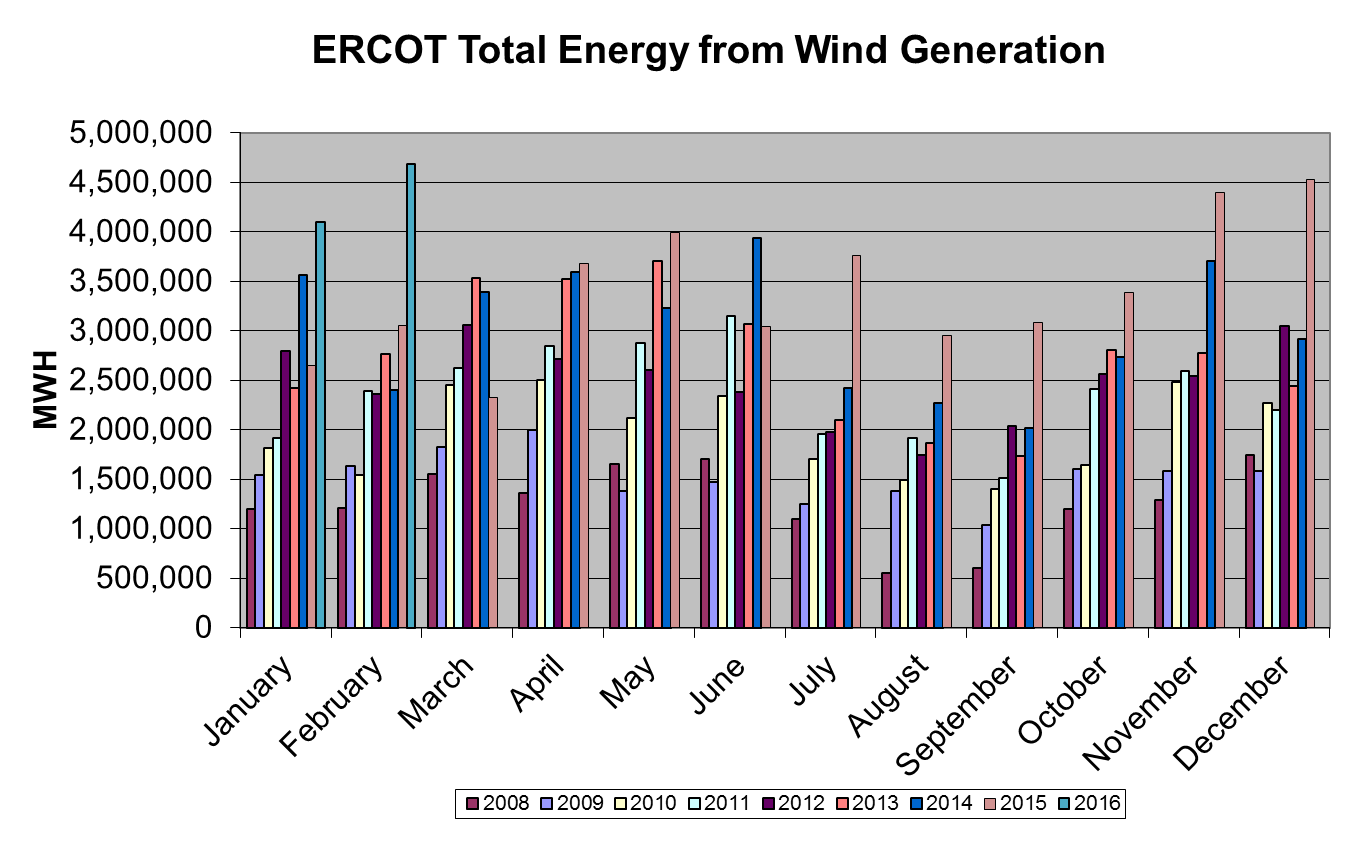 ERCOT Total Energy from Wind Generation
5,000,000
4,500,000
4,000,000
3,500,000
3,000,000
2,500,000
2,000,000
1,500,000
1,000,000
500,000
0
MWH
January
February
March
April
May
June
July
August
September
October
November
December
2008 2009 2010 2011 2012 2013 2014 2015 2016